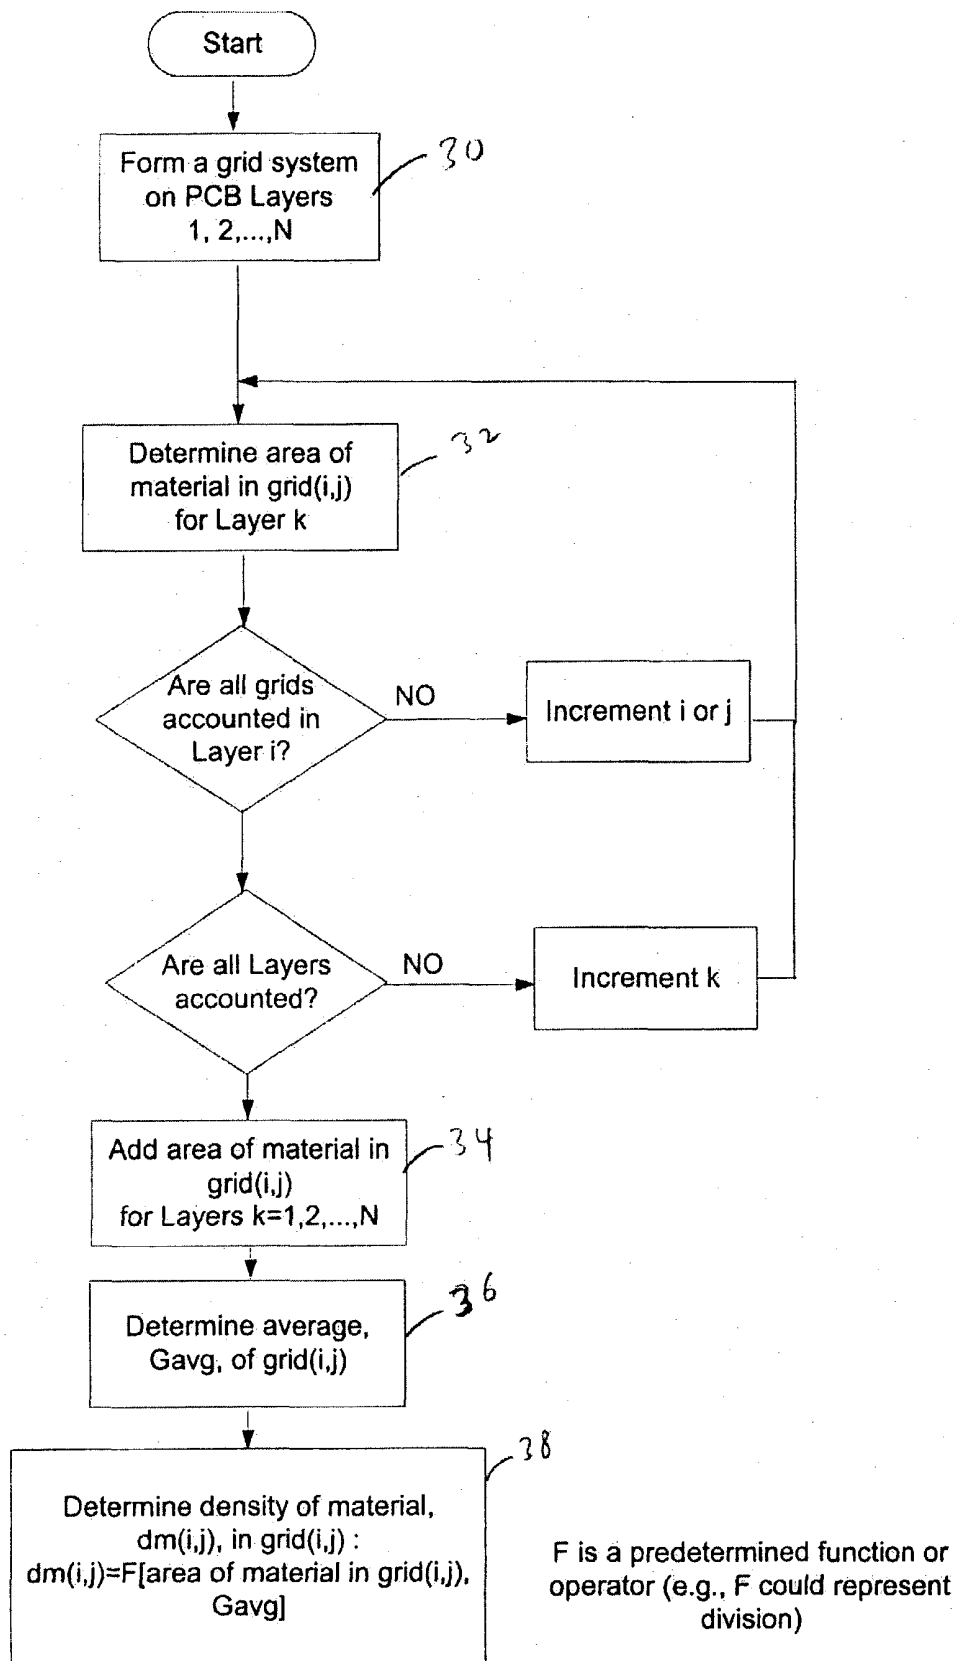 Start
Form a grid system
on PCB Layers
1, 2,...,N
30
Determine area of
material in grid(i,j)
for Layer k
32
Are all grids
accounted in
Layer i?
NO
Increment i or j
Are all Layers
accounted?
NO
Increment k
Add area of material in
grid(i,j)
for Layers k=1,2,...,N
34
Determine average,
Gavg, of grid(i,j)
36
Determine density of material,
dm(i,j), in grid(i,j) :
dm(i,j)=F[area of material in grid(i,j),
Gavg]
38
F is a predetermined function or
operator (e.g., F could represent
division)